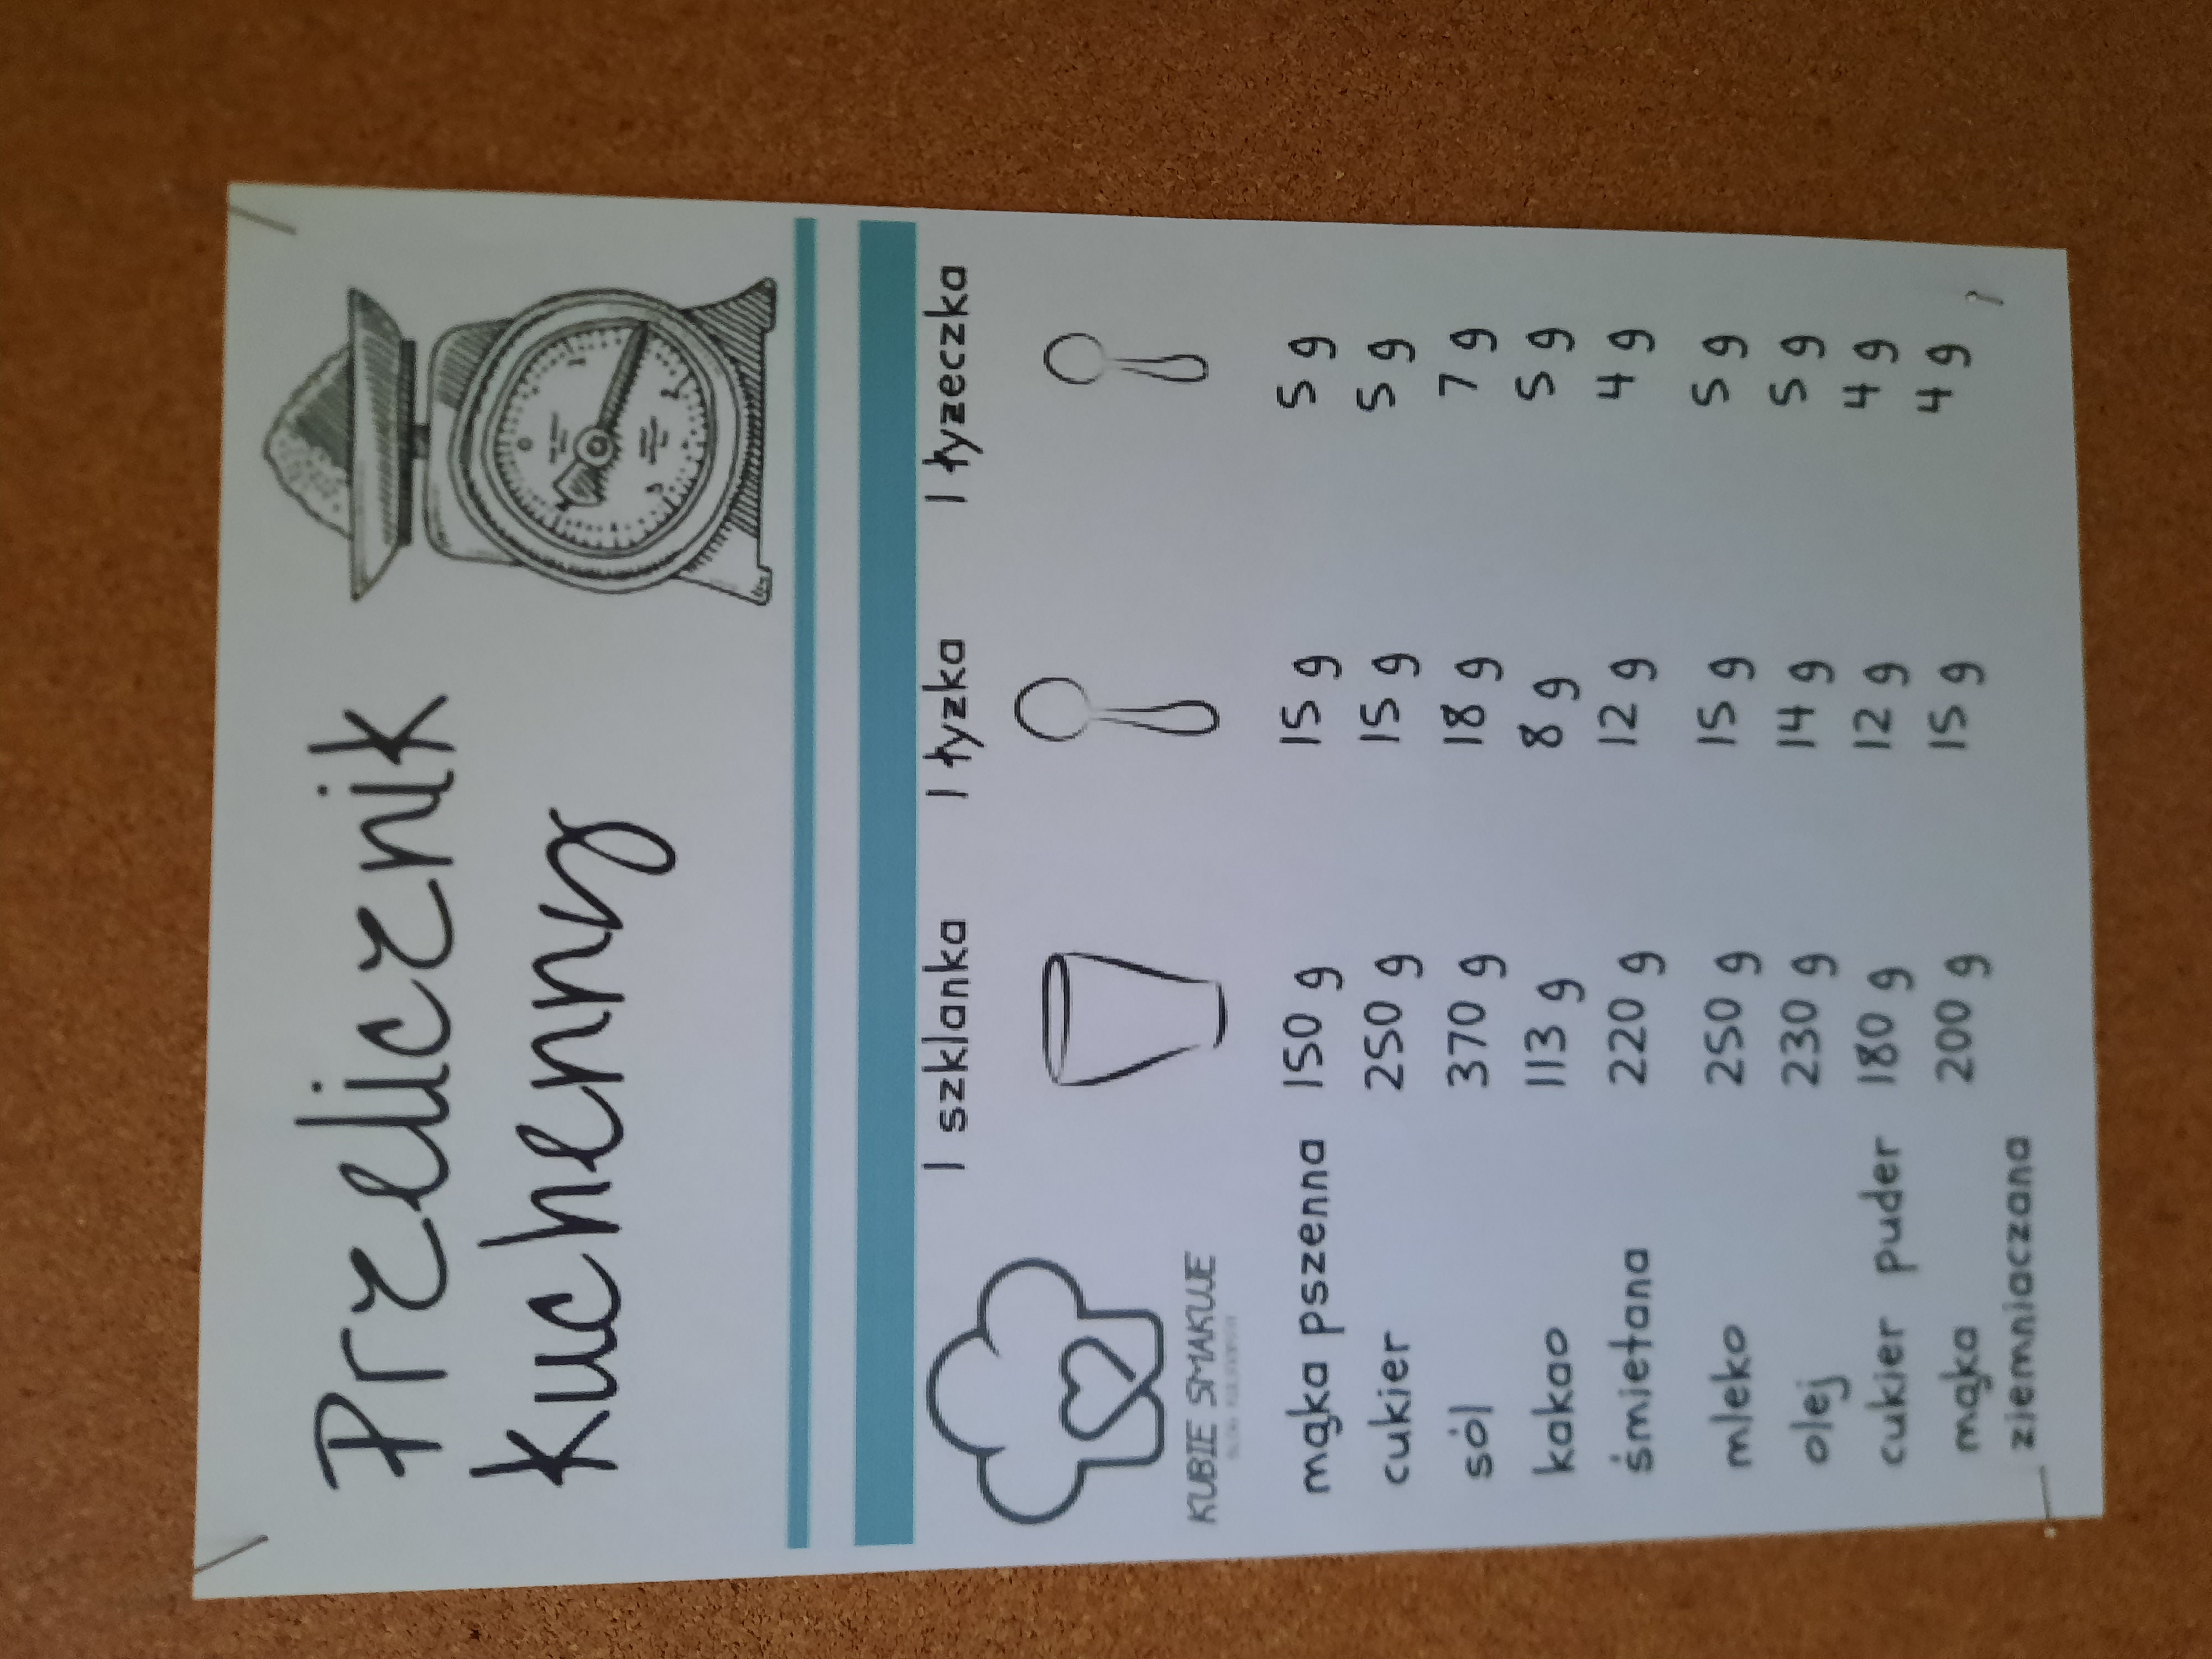 Przelicznik
kuchenny
1 szklanka 1 łyzka 1 łyzeczka
KUBIE SMAKUJE
mąka pszenna 150 g 15 g 5 g
cukier 250 g 15 g 5 g
sól 370 g 18 g 7 g
kakao 113 g 8 g 5 g
śmietana 220 g 12 g 4 g
mleko 250 g 15 g 5 g
olej 230 g 14 g 5 g
cukier puder 180 g 12 g 4 g
mąka 200 g 15 g 4 g
ziemniaczana